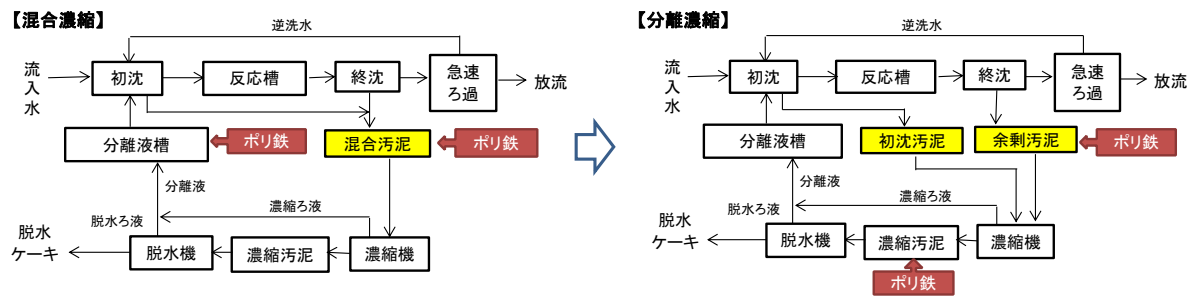 【混合濃縮】
逆洗水
流
入
水
初沈
反応槽
終沈
急速
ろ過
放流
分離液槽
ポリ鉄
混合汚泥
ポリ鉄
分離液
濃縮ろ液
脱水ろ液
脱水
ケーキ
脱水機
濃縮汚泥
濃縮機
【分離濃縮】
逆洗水
流
入
水
初沈
反応槽
終沈
急速
ろ過
放流
分離液槽
初沈汚泥
余剰汚泥
ポリ鉄
分離液
濃縮ろ液
脱水ろ液
脱水
ケーキ
脱水機
濃縮汚泥
濃縮機
ポリ鉄